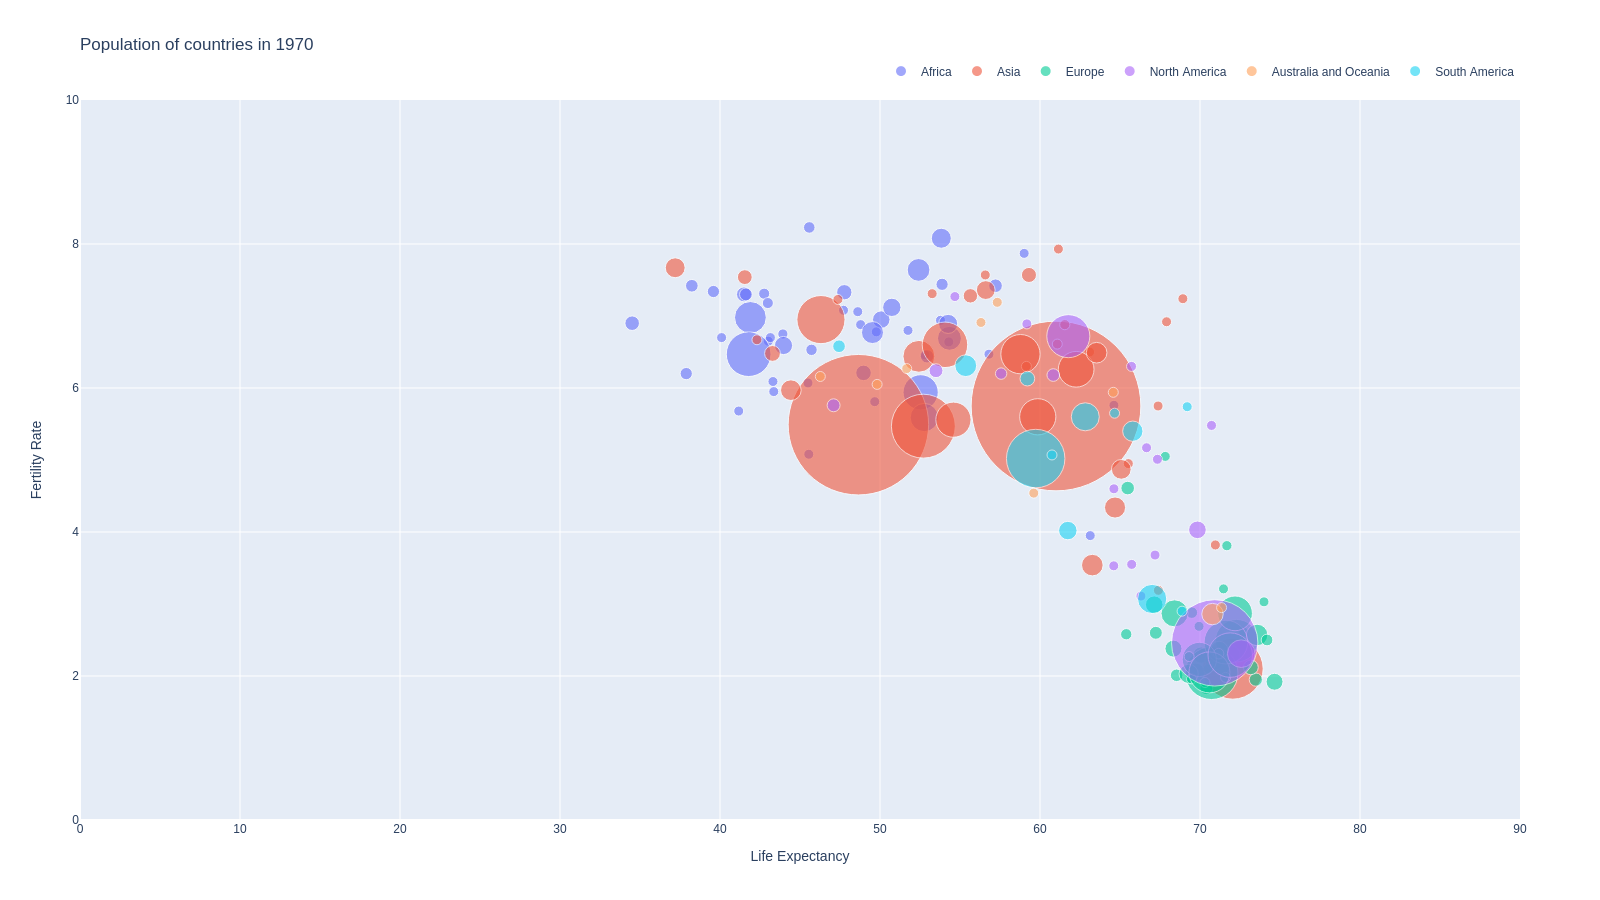 Population of countries in 1970
Africa Asia Europe North America Australia and Oceania South America
10
8
6
4
2
0
Fertility Rate
0 10 20 30 40 50 60 70 80 90
Life Expectancy